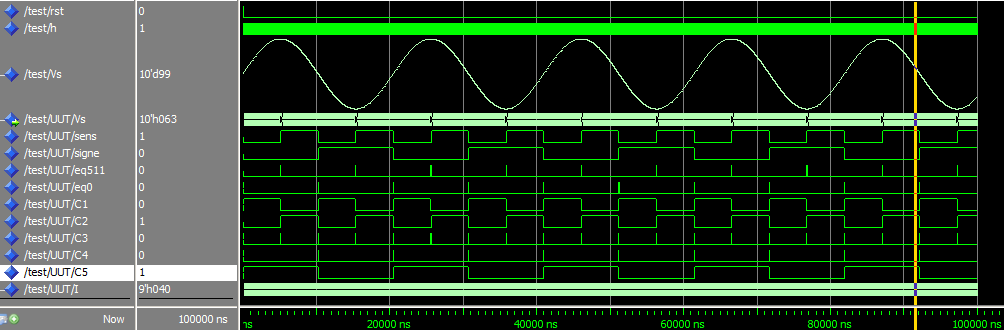 /test/rst 0
/test/h 1
/test/Vs 10'd99
/test/UUT/Vs 10'h063
/test/UUT/sens 1
/test/UUT/signe 0
/test/UUT/eq511 0
/test/UUT/eq0 0
/test/UUT/C1 0
/test/UUT/C2 1
/test/UUT/C3 0
/test/UUT/C4 0
/test/UUT/C5 1
/test/UUT/I 9'h040
Now 100000 ns ns 20000 ns 40000 ns 60000 ns 80000 ns 100000 ns